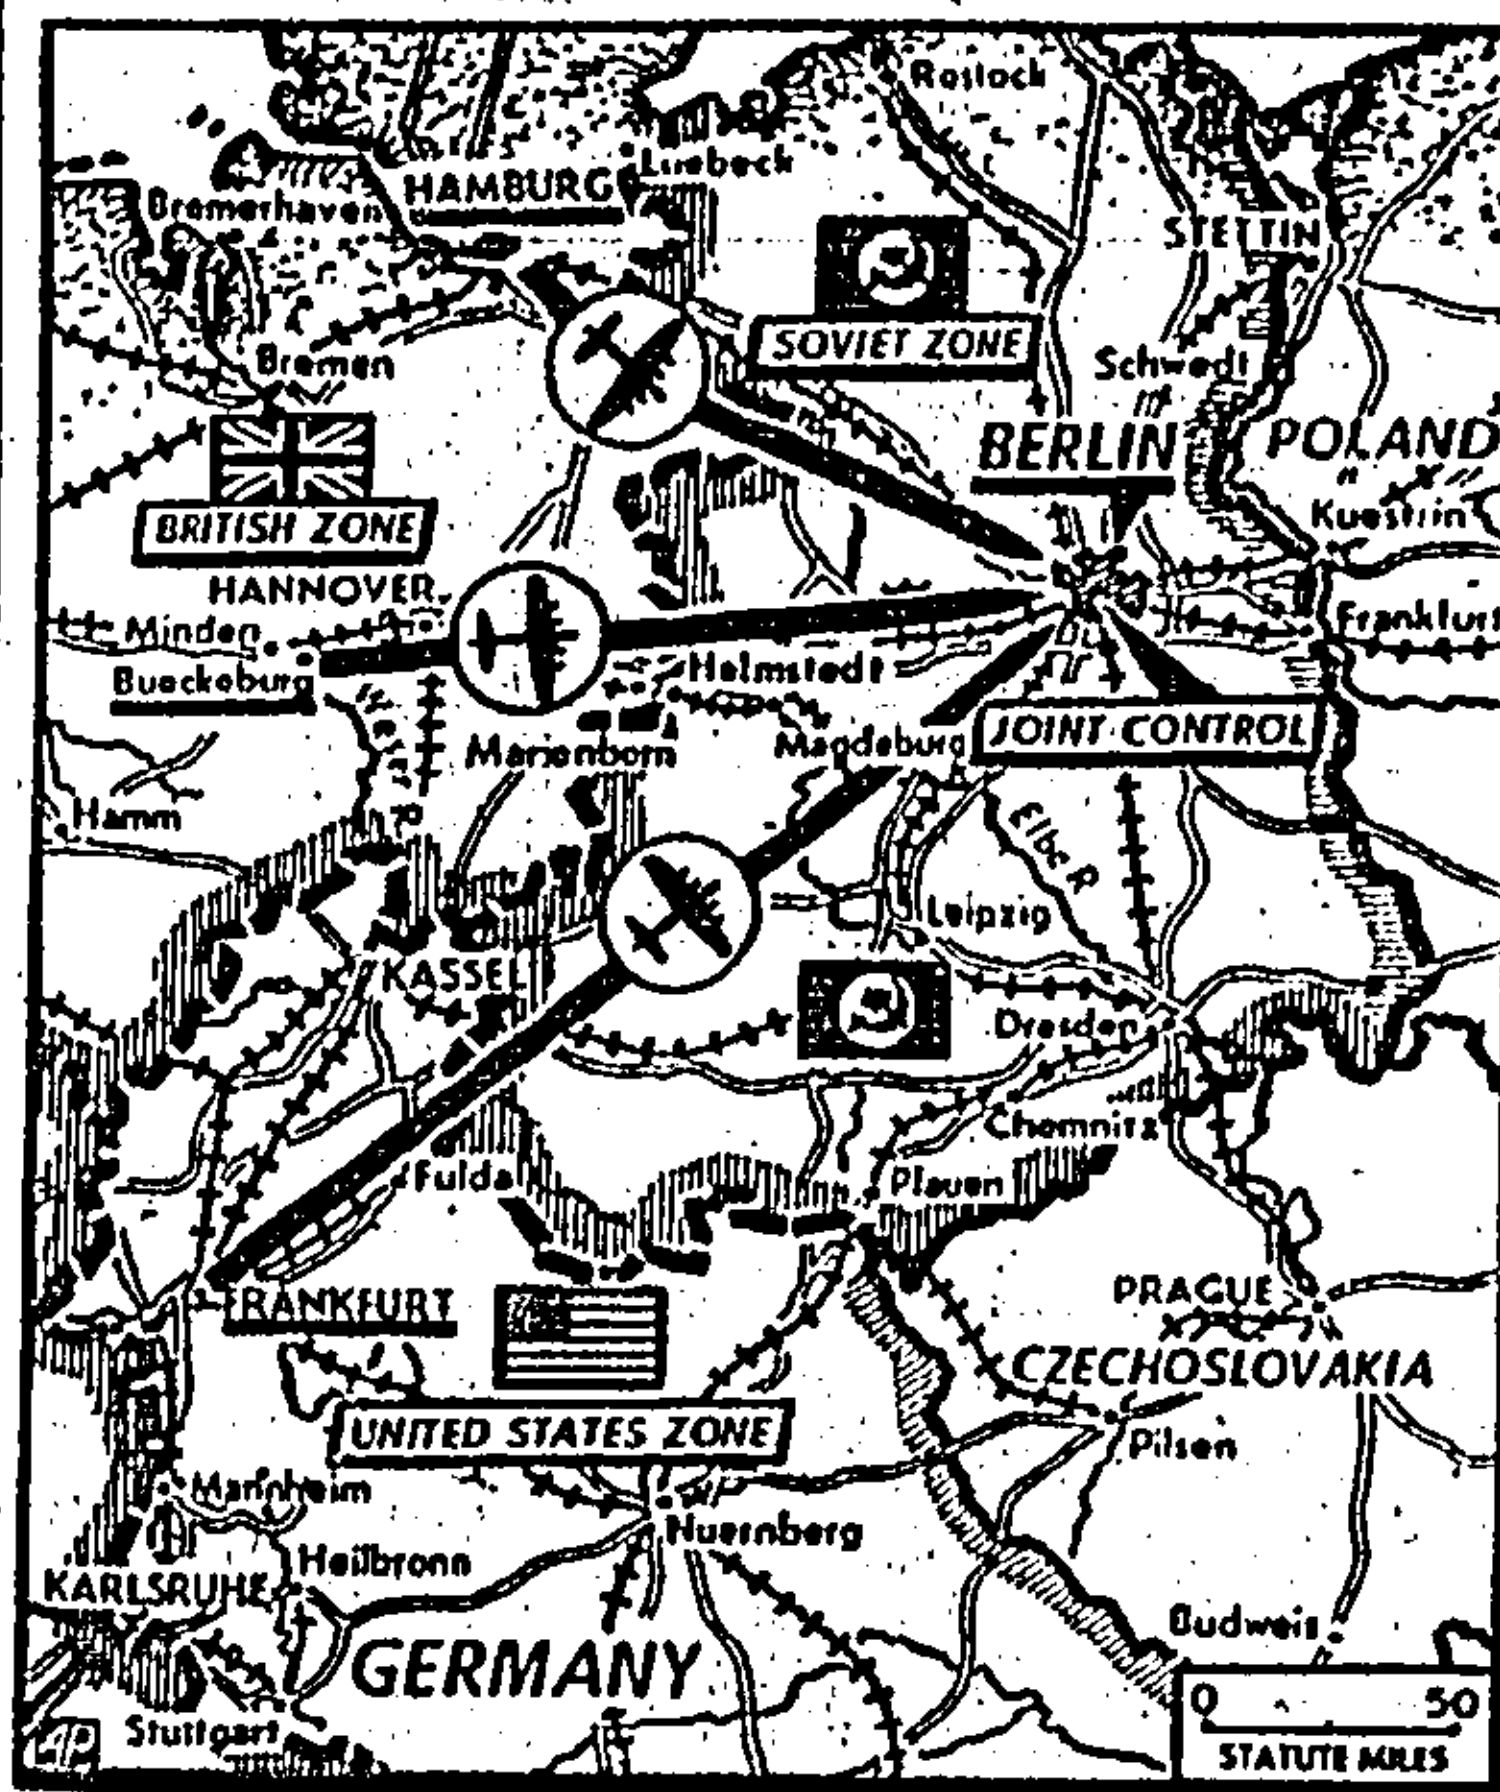 Rostock
Luebeck
HAMBURG
Bremerhaven
STETTIN
SOVIET ZONE
Bremen
Schwedt
BERLIN
POLAND
BRITISH ZONE
Kuestrin
HANNOVER
Minden
Frankfurt
Bueckeburg
Helmstedt
Marienborn
Magdeburg
JOINT CONTROL
Hamm
Elbe R
Leipzig
KASSEL
Dresden
Chemnitz
Fulda
Plauen
PRAGUE
FRANKFURT
CZECHOSLOVAKIA
UNITED STATES ZONE
Pilsen
Mannheim
Nuernberg
Heilbronn
KARLSRUHE
Budweis
GERMANY
0 50
STATUTE MILES
Stuttgart
AP